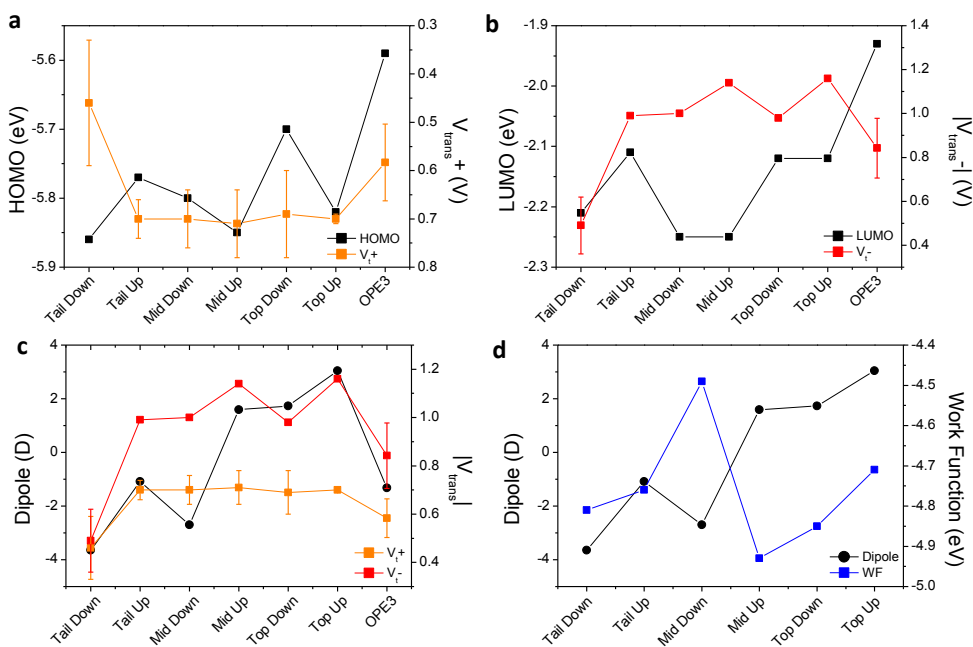 a
-5.6
-5.7
-5.8
-5.9
HOMO (eV)
0.3
0.4
0.5
0.6
0.7
0.8
V trans + (V)
HOMO
Vt+
Tail Down
Tail Up
Mid Down
Mid Up
Top Down
Top Up
OPE3
b
-1.9
-2.0
-2.1
-2.2
-2.3
LUMO (eV)
1.4
1.2
1.0
0.8
0.6
0.4
|V trans -| (V)
LUMO
Vt-
Tail Down
Tail Up
Mid Down
Mid Up
Top Down
Top Up
OPE3
c
4
2
0
-2
-4
Dipole (D)
1.2
1.0
0.8
0.6
0.4
|V trans|
Vt+
Vt-
Tail Down
Tail Up
Mid Down
Mid Up
Top Down
Top Up
OPE3
d
4
2
0
-2
-4
Dipole (D)
-4.4
-4.5
-4.6
-4.7
-4.8
-4.9
-5.0
Work Function (eV)
Dipole
WF
Tail Down
Tail Up
Mid Down
Mid Up
Top Down
Top Up